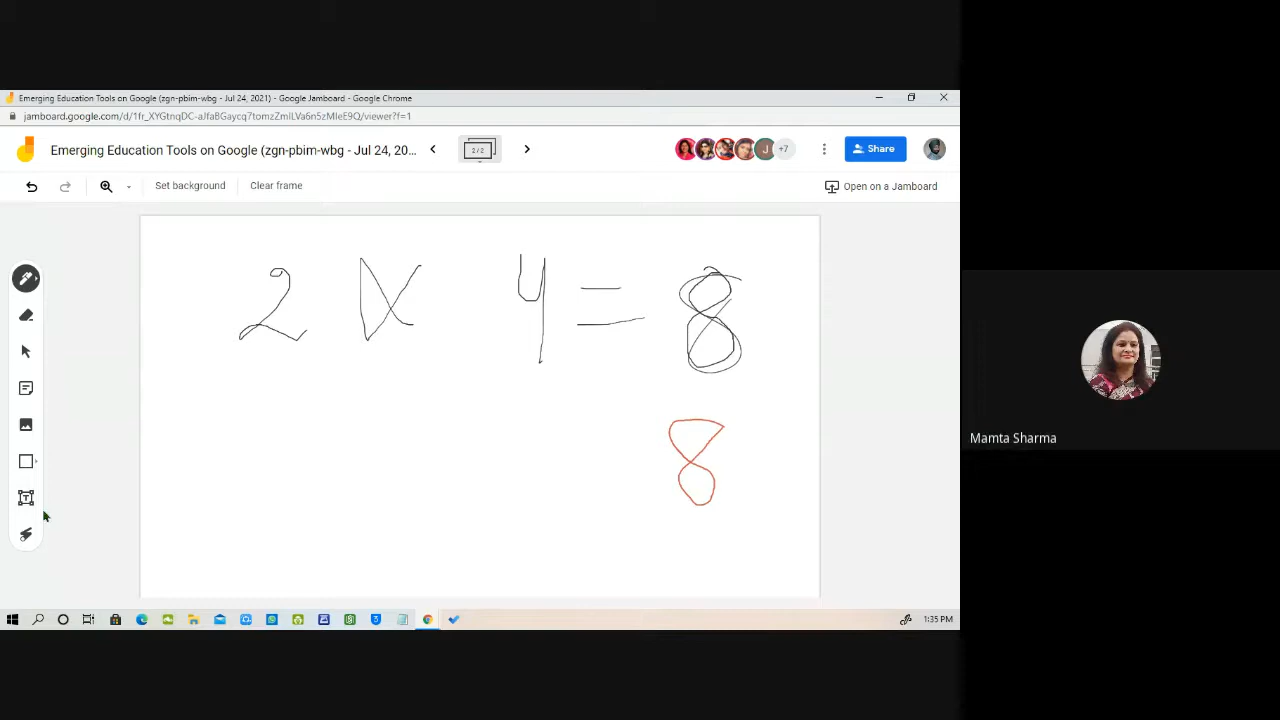 Emerging Education Tools on Google (zgn-pbim-wbg - Jul 24, 2021) - Google Jamboard - Google Chrome
jamboard.google.com/d/1fr_XYGtnqDC-aJfaBGaycq7tomzZmILVa6n5zMIeE9Q/viewer?f=1
Emerging Education Tools on Google (zgn-pbim-wbg - Jul 24, 20...
2/2
J
+7
Share
Set background
Clear frame
Open on a Jamboard
2 X 4 = 8
8
Mamta Sharma
1:35 PM